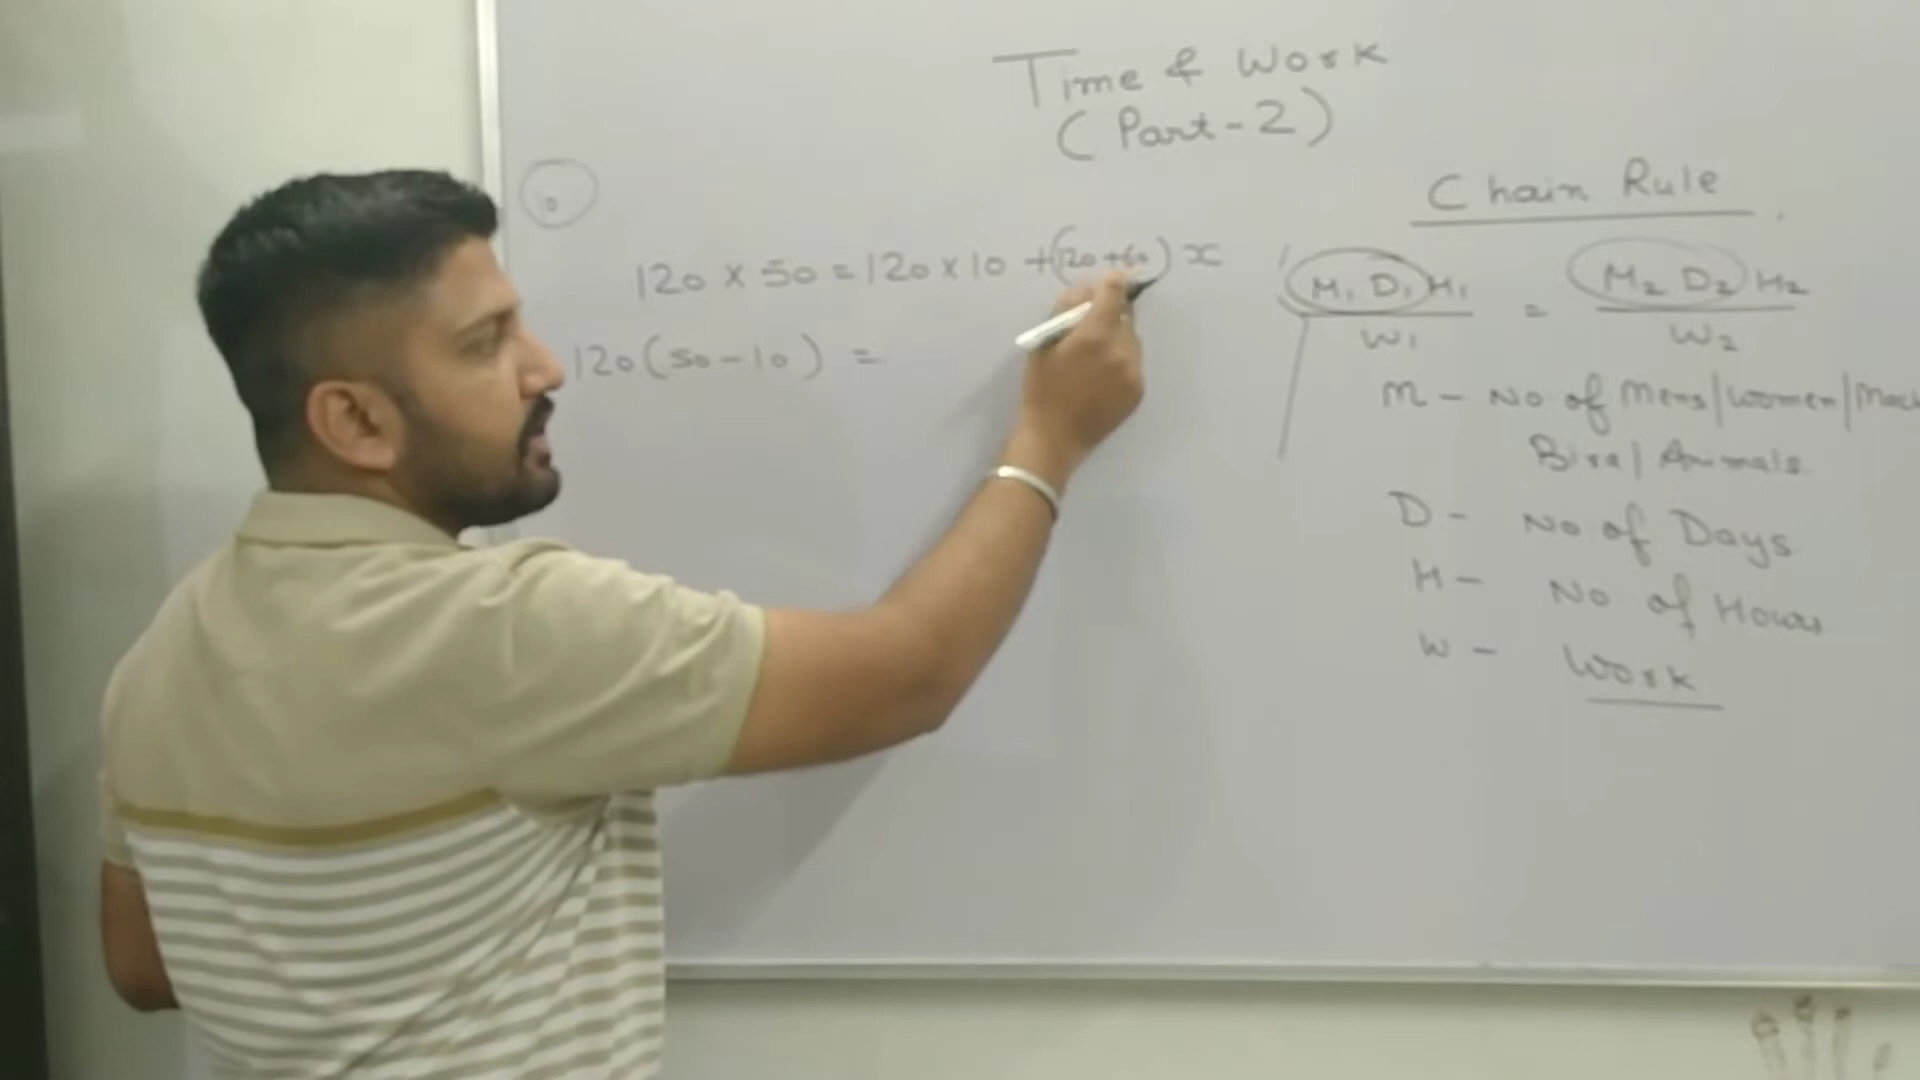 Time & Work
(Part-2)
120 x 50 = 120 x 10 + (120+60) x
120(50-10) =
Chain Rule
M₁ D₁ H₁ = M₂ D₂ H₂
W₁ W₂
M - No of Mens/women/Mach
Animals
D - No of Days
H - No of Hours
W - Work